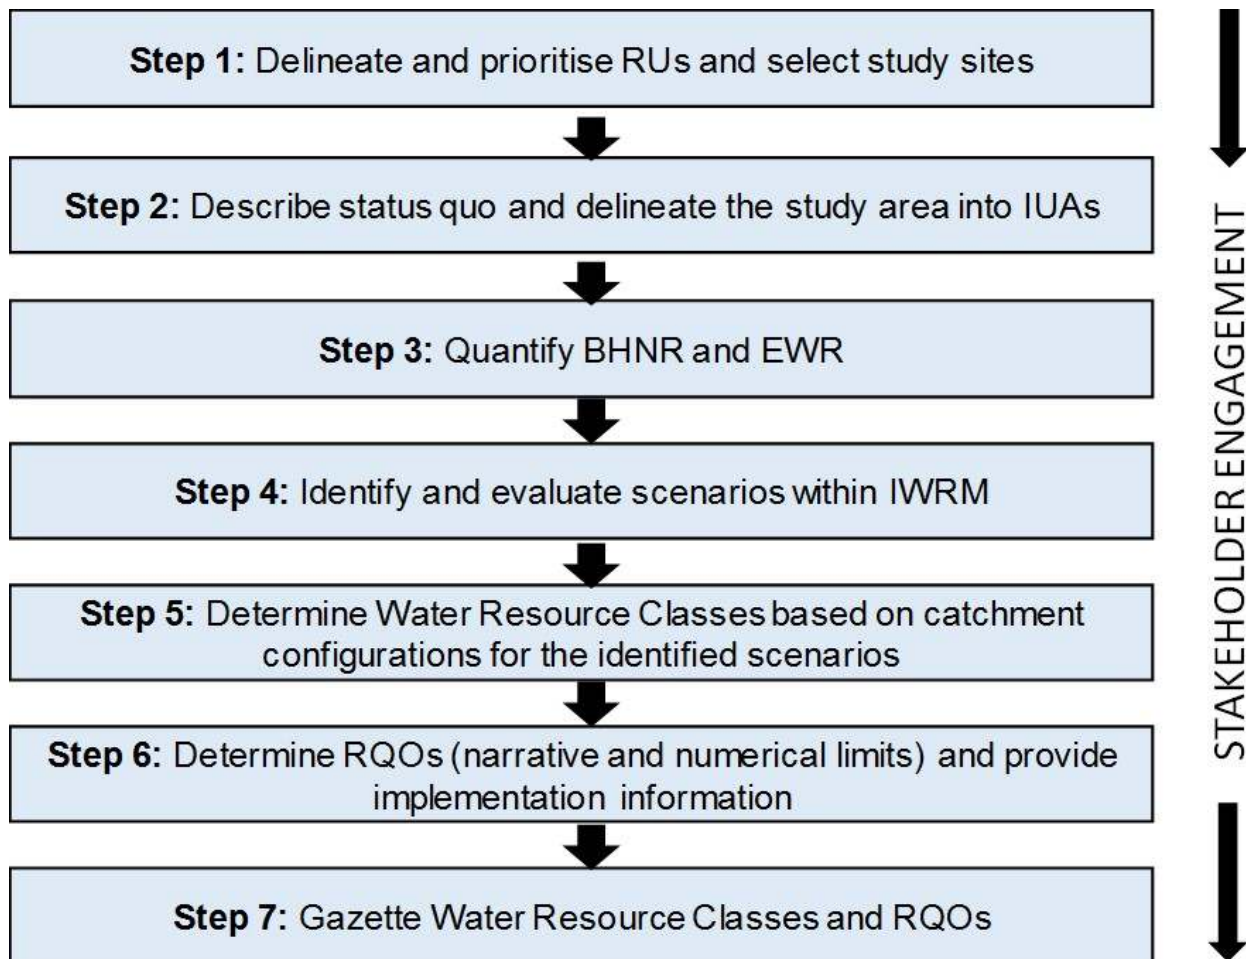 Step 1: Delineate and prioritise RUs and select study sites
Step 2: Describe status quo and delineate the study area into IUAs
Step 3: Quantify BHNR and EWR
Step 4: Identify and evaluate scenarios within IWRM
Step 5: Determine Water Resource Classes based on catchment
configurations for the identified scenarios
Step 6: Determine RQOs (narrative and numerical limits) and provide
implementation information
Step 7: Gazette Water Resource Classes and RQOs
STAKEHOLDER ENGAGEMENT